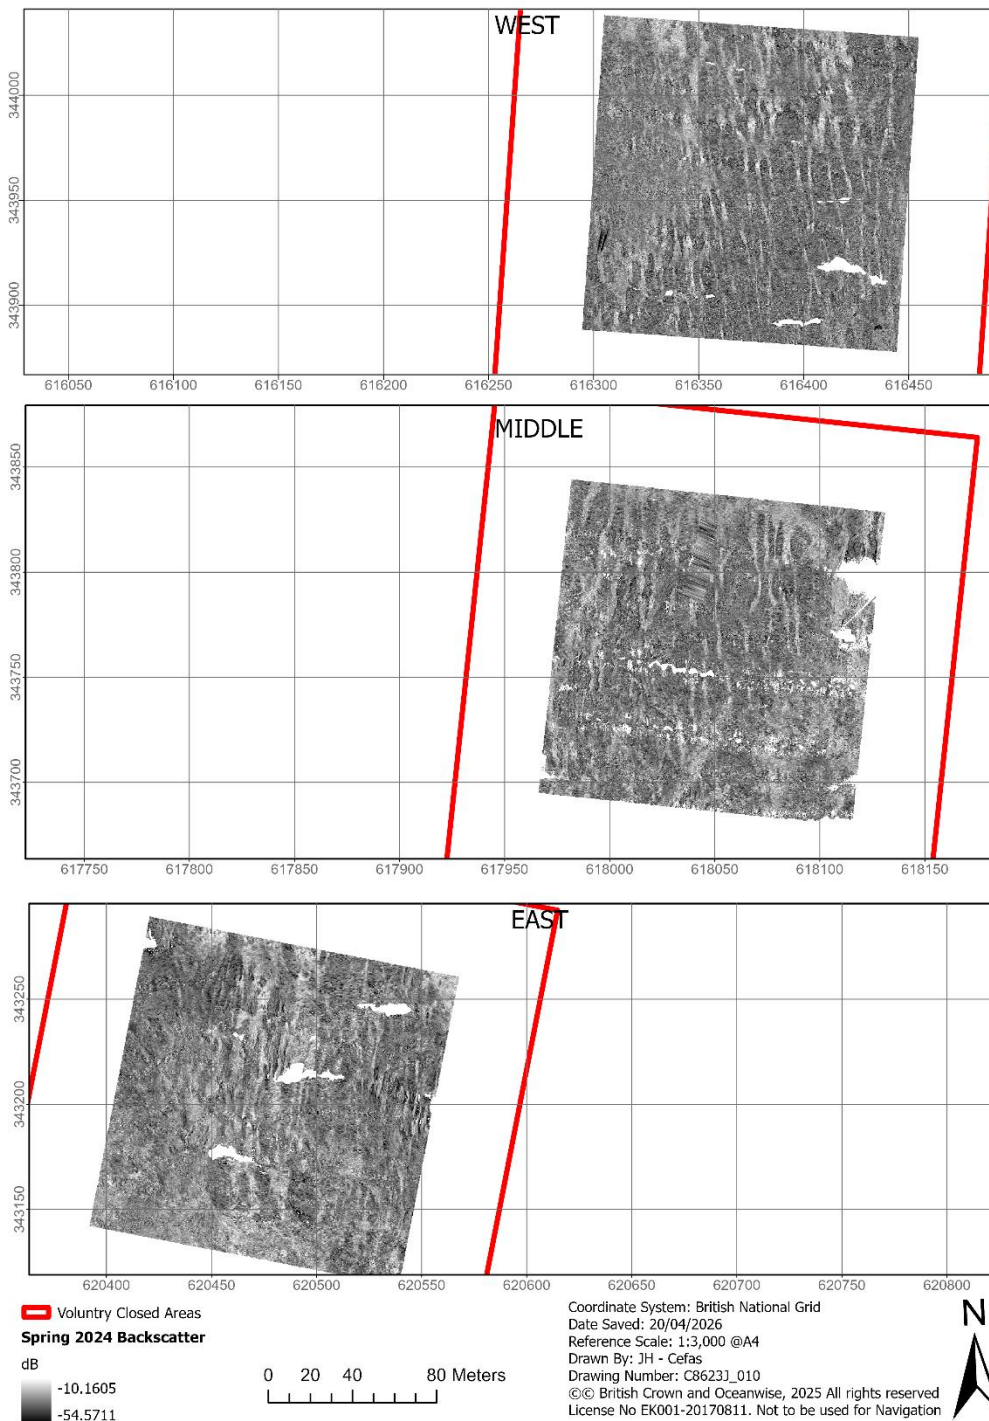 WEST
344000
343950
343900
616050 616100 616150 616200 616250 616300 616350 616400 616450
MIDDLE
343850
343800
343750
343700
617750 617800 617850 617900 617950 618000 618050 618100 618150
EAST
343250
343200
343150
620400 620450 620500 620550 620600 620650 620700 620750 620800
Voluntry Closed Areas
Spring 2024 Backscatter
dB
-10.1605
-54.5711
0 20 40 80 Meters
Coordinate System: British National Grid
Date Saved: 20/04/2026
Reference Scale: 1:3,000 @A4
Drawn By: JH - Cefas
Drawing Number: C8623J_010
©© British Crown and Oceanwise, 2025 All rights reserved
License No EK001-20170811. Not to be used for Navigation
N